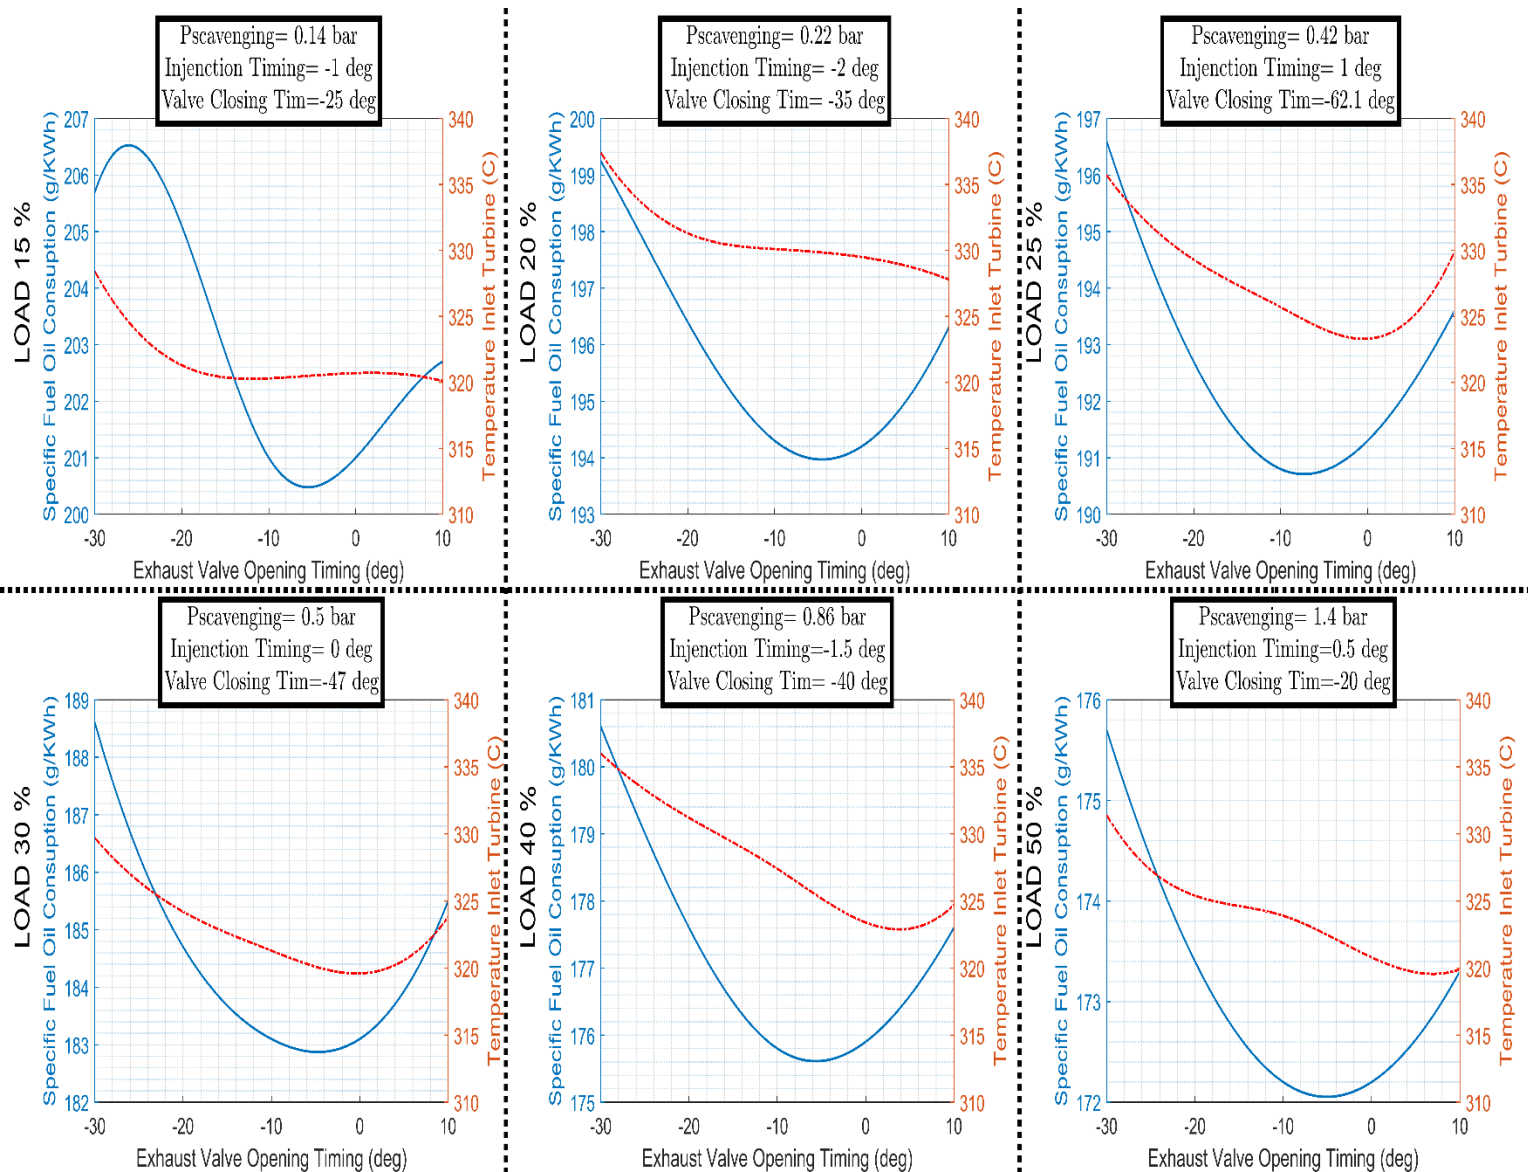 Pscavenging= 0.14 bar
Injenction Timing= -1 deg
Valve Closing Tim=-25 deg
LOAD 15 %
Specific Fuel Oil Consuption (g/KWh)
207
206
205
204
203
202
201
200
340
335
330
325
320
315
310
Temperature Inlet Turbine (C)
-30 -20 -10 0 10
Exhaust Valve Opening Timing (deg)
Pscavenging= 0.22 bar
Injenction Timing= -2 deg
Valve Closing Tim= -35 deg
LOAD 20 %
Specific Fuel Oil Consuption (g/KWh)
200
199
198
197
196
195
194
193
340
335
330
325
320
315
310
Temperature Inlet Turbine (C)
-30 -20 -10 0 10
Exhaust Valve Opening Timing (deg)
Pscavenging= 0.42 bar
Injenction Timing= 1 deg
Valve Closing Tim=-62.1 deg
LOAD 25 %
Specific Fuel Oil Consuption (g/KWh)
197
196
195
194
193
192
191
190
340
335
330
325
320
315
310
Temperature Inlet Turbine (C)
-30 -20 -10 0 10
Exhaust Valve Opening Timing (deg)
Pscavenging= 0.5 bar
Injenction Timing= 0 deg
Valve Closing Tim=-47 deg
LOAD 30 %
Specific Fuel Oil Consuption (g/KWh)
189
188
187
186
185
184
183
182
340
335
330
325
320
315
310
Temperature Inlet Turbine (C)
-30 -20 -10 0 10
Exhaust Valve Opening Timing (deg)
Pscavenging= 0.86 bar
Injenction Timing=-1.5 deg
Valve Closing Tim= -40 deg
LOAD 40 %
Specific Fuel Oil Consuption (g/KWh)
181
180
179
178
177
176
175
340
335
330
325
320
315
310
Temperature Inlet Turbine (C)
-30 -20 -10 0 10
Exhaust Valve Opening Timing (deg)
Pscavenging= 1.4 bar
Injenction Timing=0.5 deg
Valve Closing Tim=-20 deg
LOAD 50 %
Specific Fuel Oil Consuption (g/KWh)
176
175
174
173
172
340
335
330
325
320
315
310
Temperature Inlet Turbine (C)
-30 -20 -10 0 10
Exhaust Valve Opening Timing (deg)